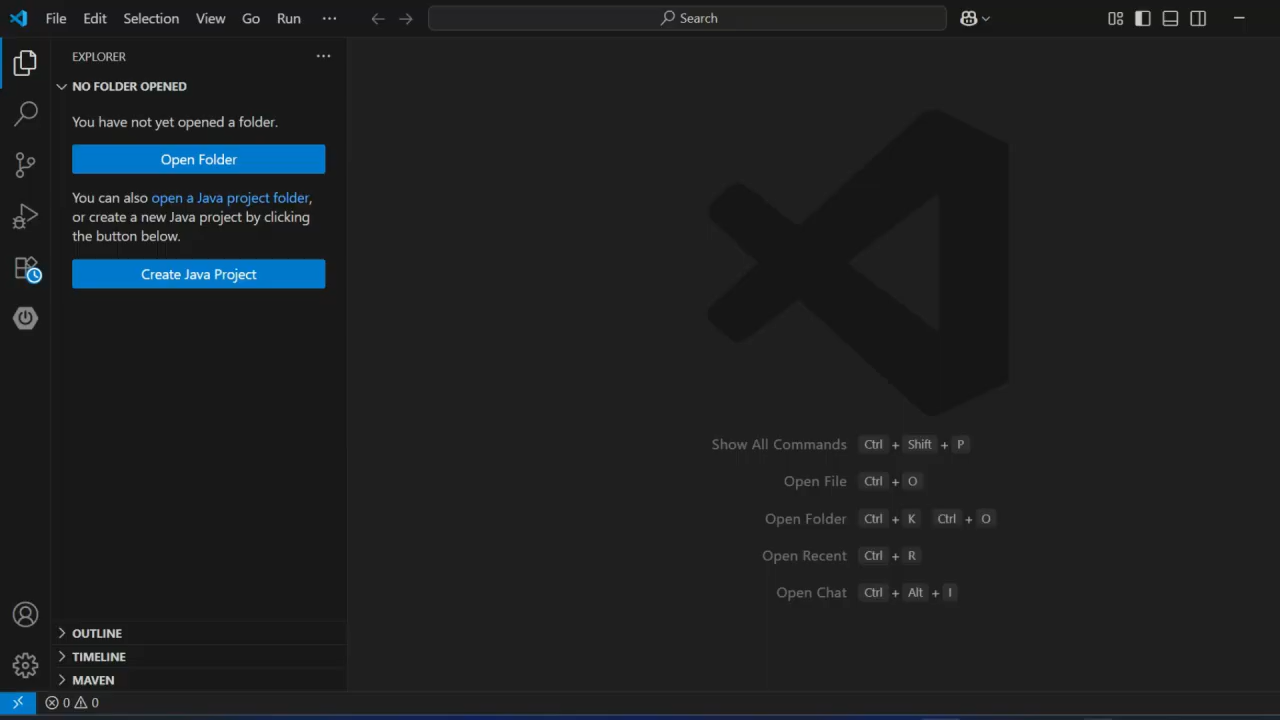 File Edit Selection View Go Run ···
Search
EXPLORER ···
NO FOLDER OPENED
You have not yet opened a folder.
Open Folder
You can also open a Java project folder,
or create a new Java project by clicking
the button below.
Create Java Project
Show All Commands Ctrl + Shift + P
Open File Ctrl + O
Open Folder Ctrl + K Ctrl + O
Open Recent Ctrl + R
Open Chat Ctrl + Alt + I
OUTLINE
TIMELINE
MAVEN
0 0